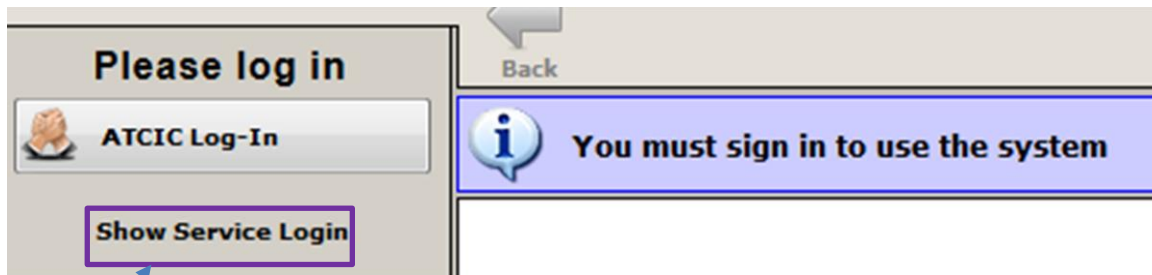 Please log in
ATCIC Log-In
Show Service Login
Back
i
You must sign in to use the system